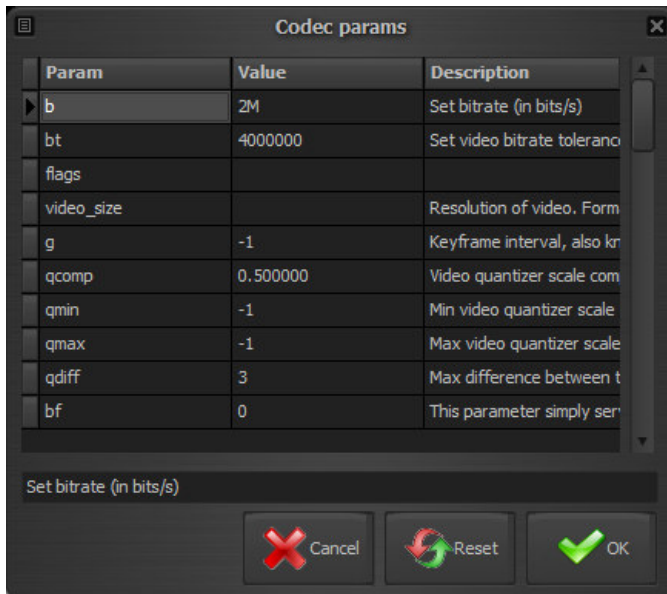 Codec params
Param Value Description
b 2M Set bitrate (in bits/s)
bt 4000000 Set video bitrate tolerance
flags
video_size Resolution of video. Form
g -1 Keyframe interval, also kn
qcomp 0.500000 Video quantizer scale com
qmin -1 Min video quantizer scale
qmax -1 Max video quantizer scale
qdiff 3 Max difference between t
bf 0 This parameter simply ser
Set bitrate (in bits/s)
Cancel Reset OK